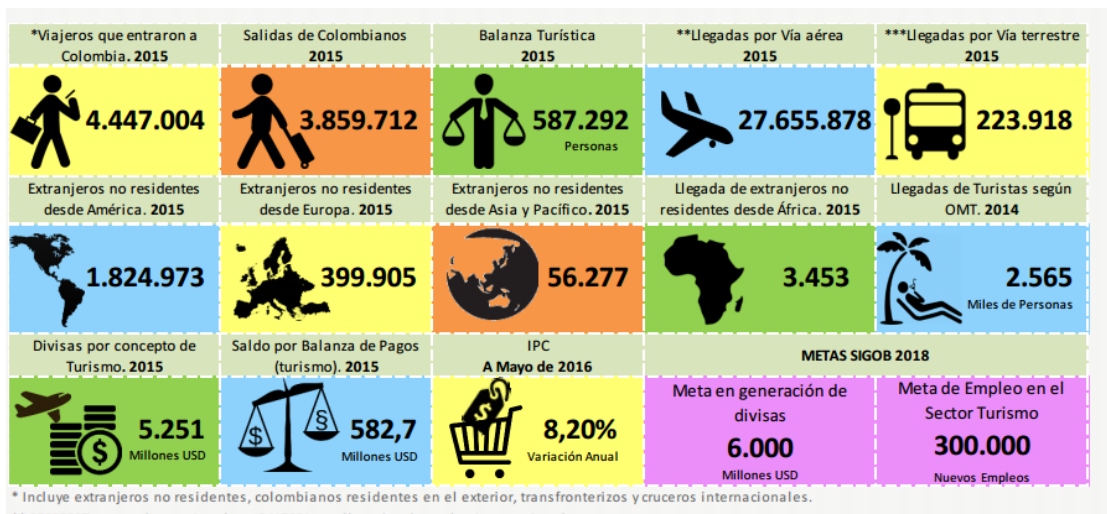 *Viajeros que entraron a
Colombia. 2015
Salidas de Colombianos
2015
Balanza Turística
2015
**Llegadas por Vía aérea
2015
***Llegadas por Vía terrestre
2015
4.447.004
3.859.712
587.292
Personas
27.655.878
223.918
Extranjeros no residentes
desde América. 2015
Extranjeros no residentes
desde Europa. 2015
Extranjeros no residentes
desde Asia y Pacífico. 2015
Llegada de extranjeros no
residentes desde África. 2015
Llegadas de Turistas según
OMT. 2014
1.824.973
399.905
56.277
3.453
2.565
Miles de Personas
Divisas por concepto de
Turismo. 2015
Saldo por Balanza de Pagos
(turismo). 2015
IPC
A Mayo de 2016
METAS SIGOB 2018
5.251
Millones USD
$
$
§
582,7
Millones USD
$
8,20%
Variación Anual
Meta en generación de
divisas
6.000
Millones USD
Meta de Empleo en el
Sector Turismo
300.000
Nuevos Empleos
* Incluye extranjeros no residentes, colombianos residentes en el exterior, transfronterizos y cruceros internacionales.